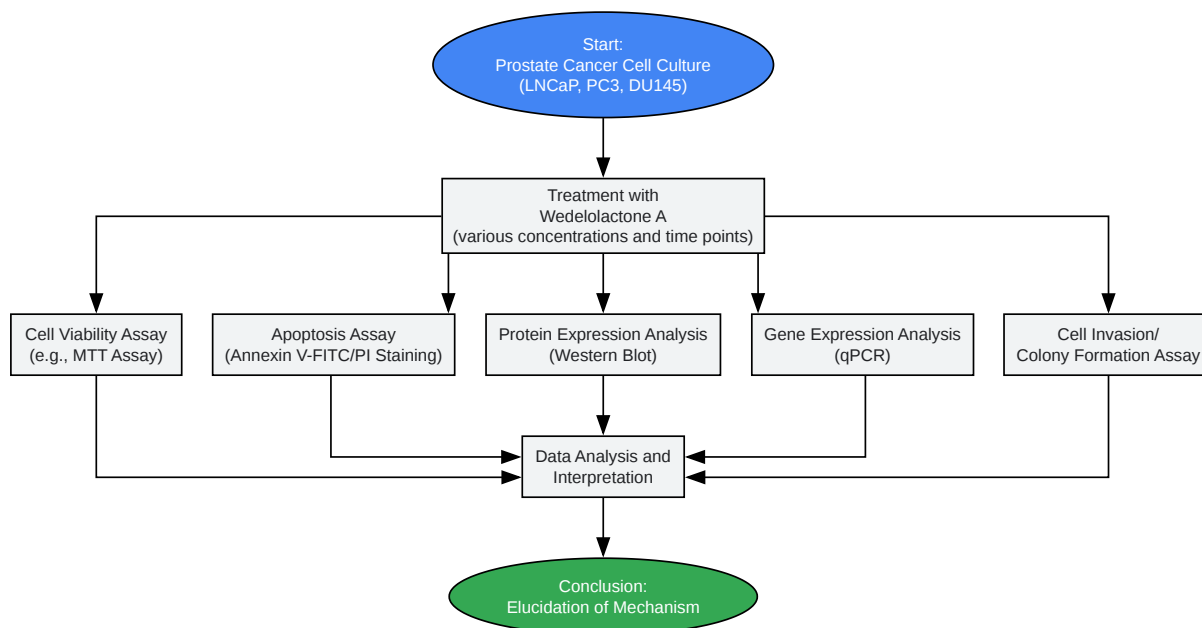 Start:
Prostate Cancer Cell Culture
(LNCaP, PC3, DU145)
Treatment with
Wedelolactone A
(various concentrations and time points)
Cell Viability Assay
(e.g., MTT Assay)
Apoptosis Assay
(Annexin V-FITC/PI Staining)
Protein Expression Analysis
(Western Blot)
Gene Expression Analysis
(qPCR)
Cell Invasion/
Colony Formation Assay
Data Analysis and
Interpretation
Conclusion:
Elucidation of Mechanism